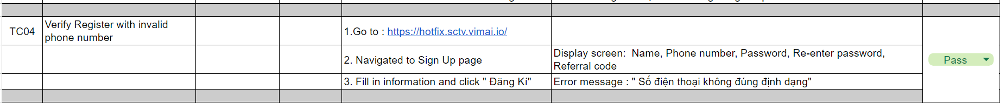 TC04
Verify Register with invalid
phone number
1.Go to : https://hotfix.sctv.vimai.io/
2. Navigated to Sign Up page
Display screen:  Name, Phone number, Password, Re-enter password,
Referral code
Pass
3. Fill in information and click " Đăng Kí"
Error message : " Số điện thoại không đúng định dạng"